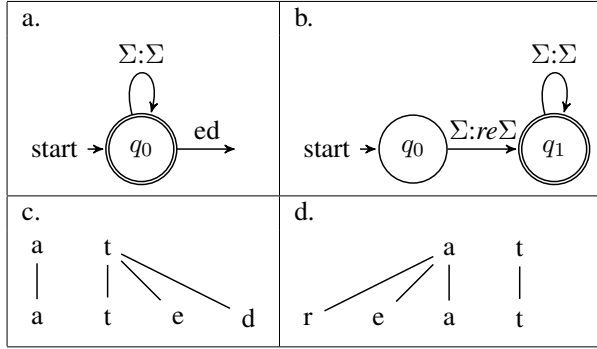 a.
Σ:Σ
start q0 ed
b.
Σ:Σ
start q0 Σ:reΣ q1
c.
a t
a t e d
d.
a t
r e a t